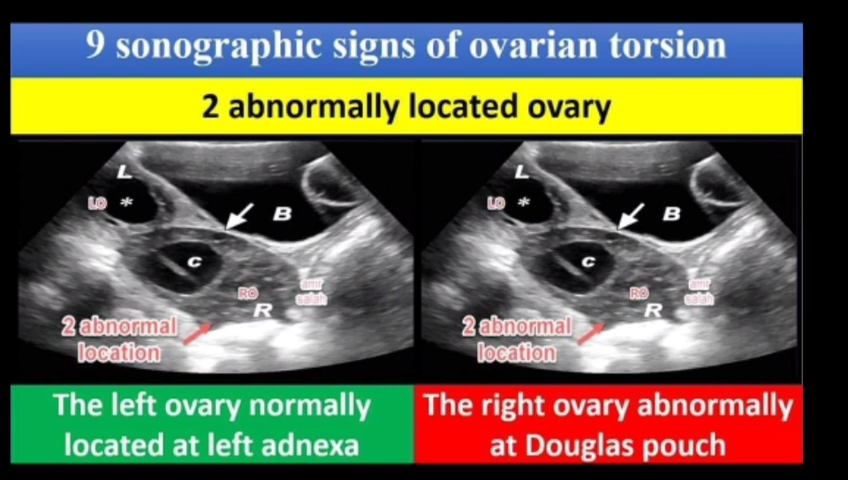 9 sonographic signs of ovarian torsion
2 abnormally located ovary
L
LO
*
B
C
RO
amr
salah
R
2 abnormal
location
L
LO
*
B
C
RO
amr
salah
R
2 abnormal
location
The left ovary normally
located at left adnexa
The right ovary abnormally
at Douglas pouch